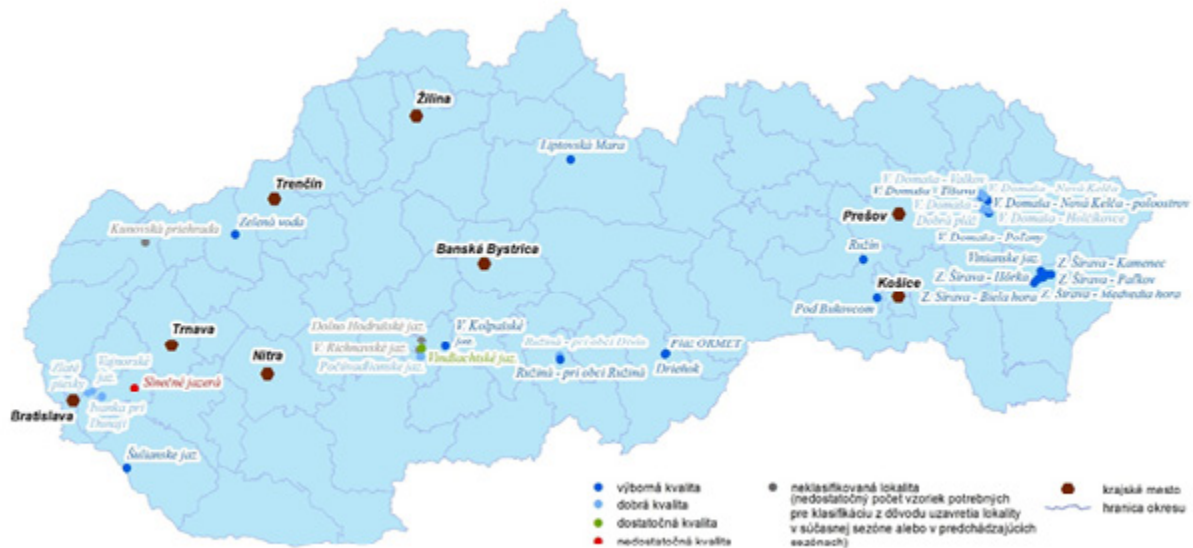 Žilina
Liptovská Mara
Trenčín
Zelená voda
Kunovská priehrada
Banská Bystrica
V. Domaša - Valkov
V. Domaša - Tíšava
V. Domaša - Nová Kelča
V. Domaša - Nová Kelča - poloostrov
V. Domaša
Dobrá pláž
V. Domaša - Holčíkovce
V. Domaša - Poľany
Prešov
Ružín
Košice
Pod Bukovcom
Vinianske jaz.
Z. Šírava - Kamenec
Z. Šírava - Hôrka
Z. Šírava - Paľkov
Z. Šírava - Biela hora
Z. Šírava - Medvedia hora
Trnava
Nitra
Dolno Hodrušské jaz.
V. Kolpašské
jaz.
V. Richnavské jaz.
Vindšachtské jaz.
Počúvadlianske jaz.
Ružiná - pri obci Divín
Ružiná - pri obci Ružiná
Pláž ORMET
Drieňok
Zlaté
piesky
Vajnorské
jaz.
Slnečné jazerá
Ivanka pri
Dunaji
Bratislava
Šulianske jaz.
výborná kvalita
dobrá kvalita
dostatočná kvalita
nedostatočná kvalita
neklasifikovaná lokalita
(nedostatočný počet vzoriek potrebných
pre klasifikáciu z dôvodu uzavretia lokality
v súčasnej sezóne alebo v predchádzajúcich
sezónach)
krajské mesto
hranica okresu